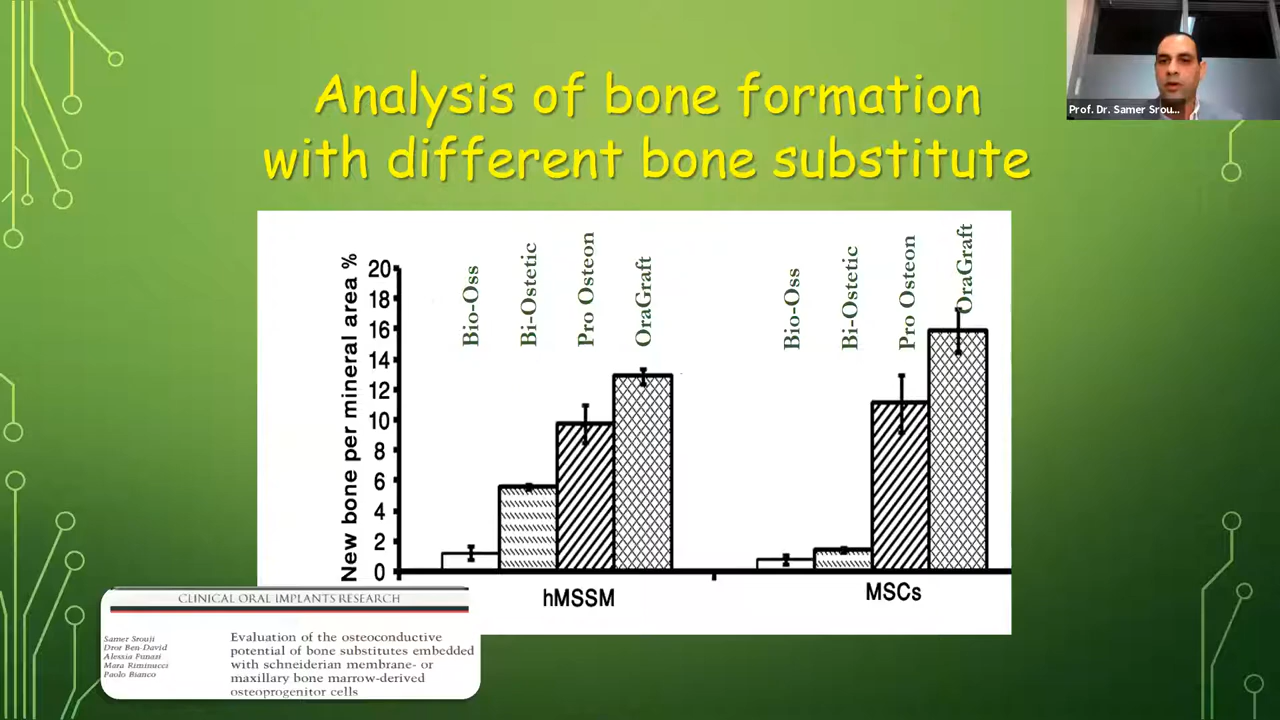 Analysis of bone formation
with different bone substitute
Prof. Dr. Samer Srou...
New bone per mineral area %
20
18
16
14
12
10
8
6
4
2
0
Bio-Oss
Bi-Ostetic
Pro Osteon
OraGraft
Bio-Oss
Bi-Ostetic
Pro Osteon
OraGraft
hMSSM
MSCs
CLINICAL ORAL IMPLANTS RESEARCH
Samer Srouji
Dror Ben-David
Alessia Funari
Mara Riminucci
Paolo Bianco
Evaluation of the osteoconductive
potential of bone substitutes embedded
with schneiderian membrane- or
maxillary bone marrow-derived
osteoprogenitor cells